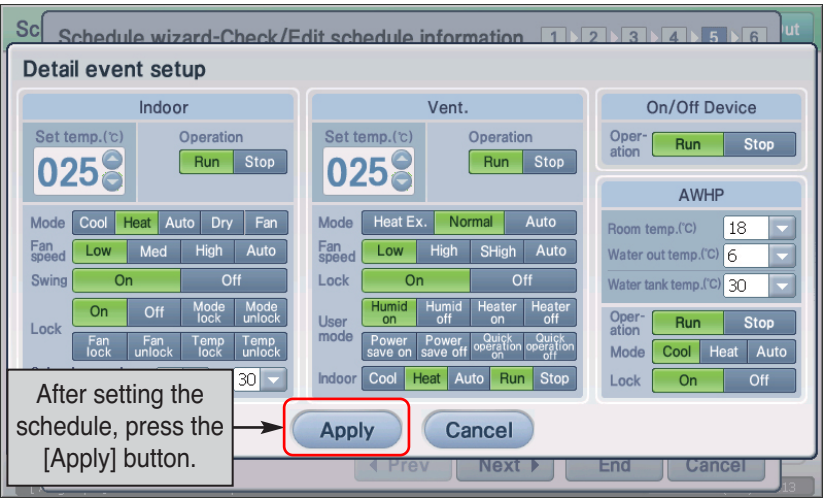 Schedule wizard-Check/Edit schedule information 1 2 3 4 5 6
Detail event setup
Indoor
Set temp.(℃) Operation
025 Run Stop
Mode Cool Heat Auto Dry Fan
Fan speed Low Med High Auto
Swing On Off
Lock On Off Mode lock Mode unlock
Fan lock Fan unlock Temp lock Temp unlock
30
Vent.
Set temp.(℃) Operation
025 Run Stop
Mode Heat Ex. Normal Auto
Fan speed Low High SHigh Auto
Lock On Off
User mode Humid on Humid off Heater on Heater off
Power save on Power save off Quick operation on Quick operation off
Indoor Cool Heat Auto Run Stop
On/Off Device
Oper-
ation Run Stop
AWHP
Room temp.(℃) 18
Water out temp.(℃) 6
Water tank temp.(℃) 30
Oper-
ation Run Stop
Mode Cool Heat Auto
Lock On Off
After setting the
schedule, press the
[Apply] button.
Apply Cancel
Prev Next End Cancel